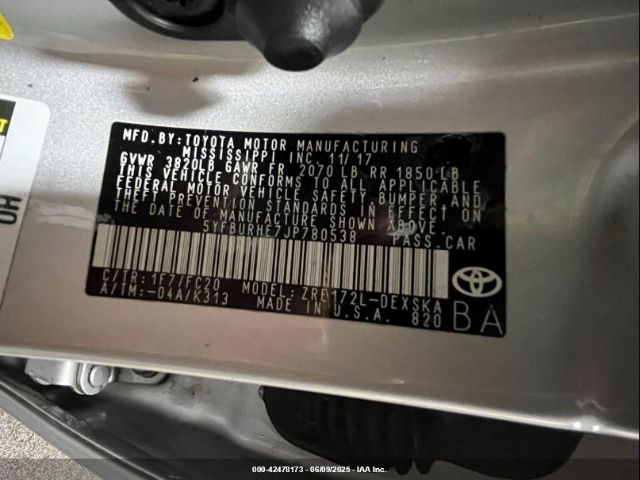 MFD. BY: TOYOTA MOTOR MANUFACTURING
MISSISSIPPI INC. 11/17
GVWR 3820LB GAWR FR 2070 LB RR 1850 LB
THIS VEHICLE CONFORMS TO ALL APPLICABLE
FEDERAL MOTOR VEHICLE SAFETY, BUMPER, AND
THEFT PREVENTION STANDARDS IN EFFECT ON
THE DATE OF MANUFACTURE SHOWN ABOVE.
5YFBURHE7JP780538 PASS.CAR
C/TR: 1F7/FC20 MODEL: ZRE172L-DEXSKA
A/TM:-04A/K313 MADE IN U.S.A. 820
BA
HO
000-42478173 - 06/09/2025 - IAA Inc.